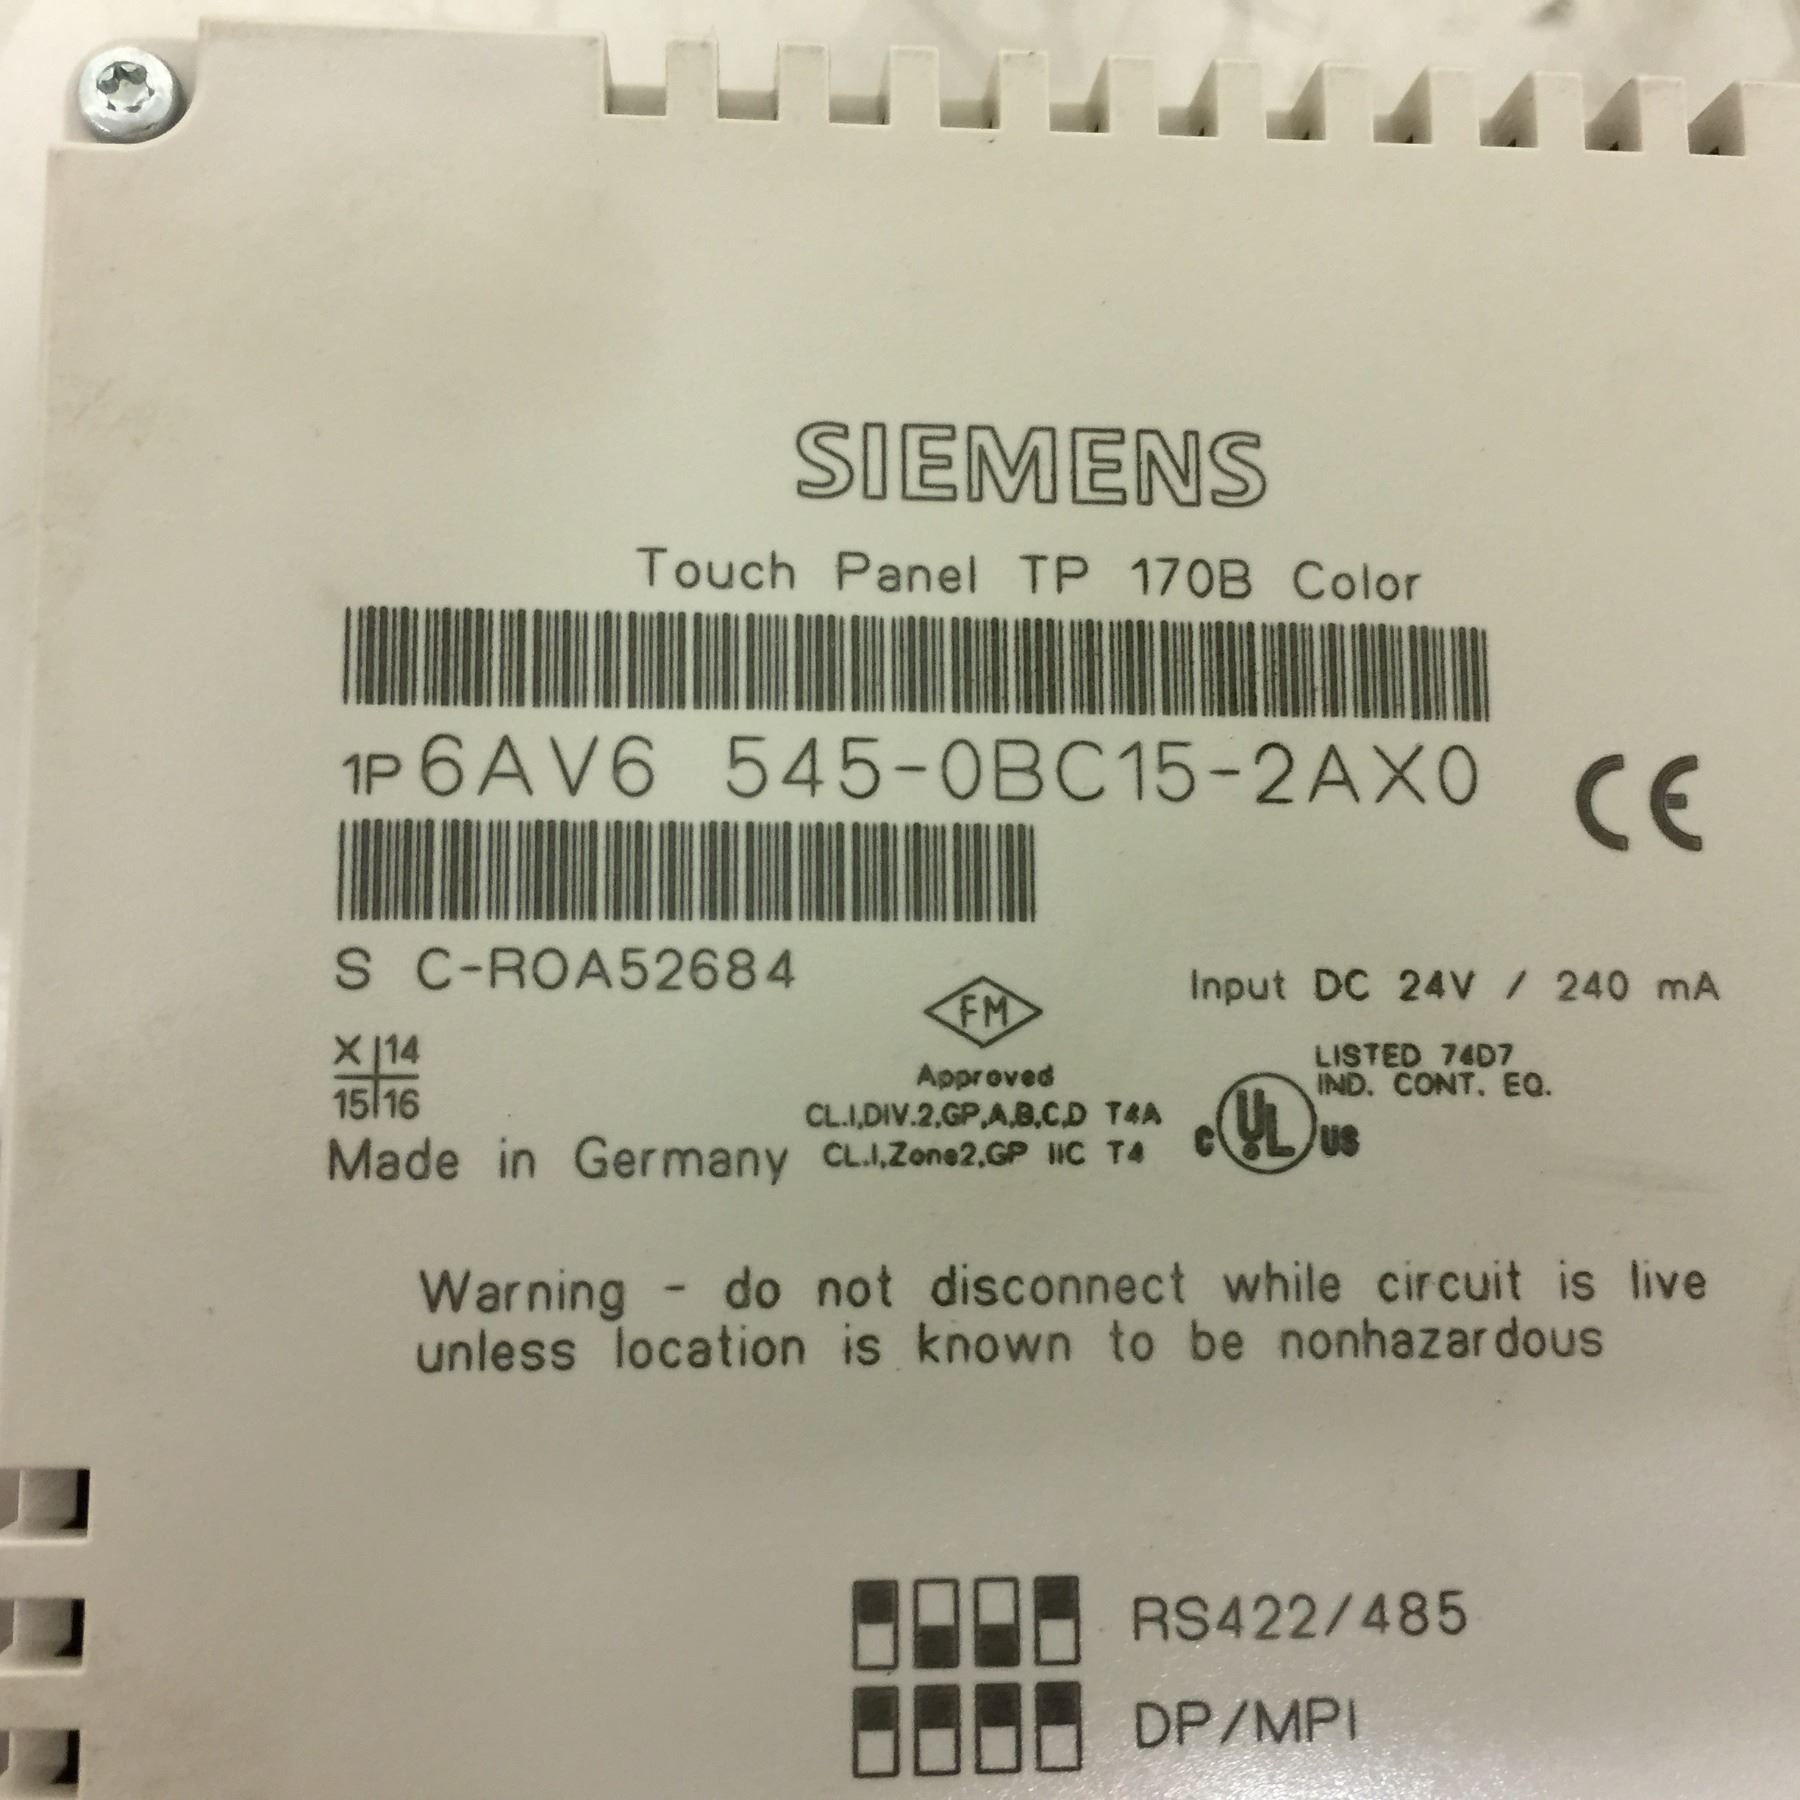 SIEMENS
Touch Panel TP 170B Color
1P 6AV6 545-0BC15-2AX0
CE
S C-R0A52684
Input DC 24V / 240 mA
FM
X 14
15 16
Approved
LISTED 74D7
IND. CONT. EQ.
CL.I,DIV.2,GP,A,B,C,D T4A
c UL us
Made in Germany
CL.I,Zone2,GP IIC T4
Warning - do not disconnect while circuit is live
unless location is known to be nonhazardous
RS422/485
DP/MPI